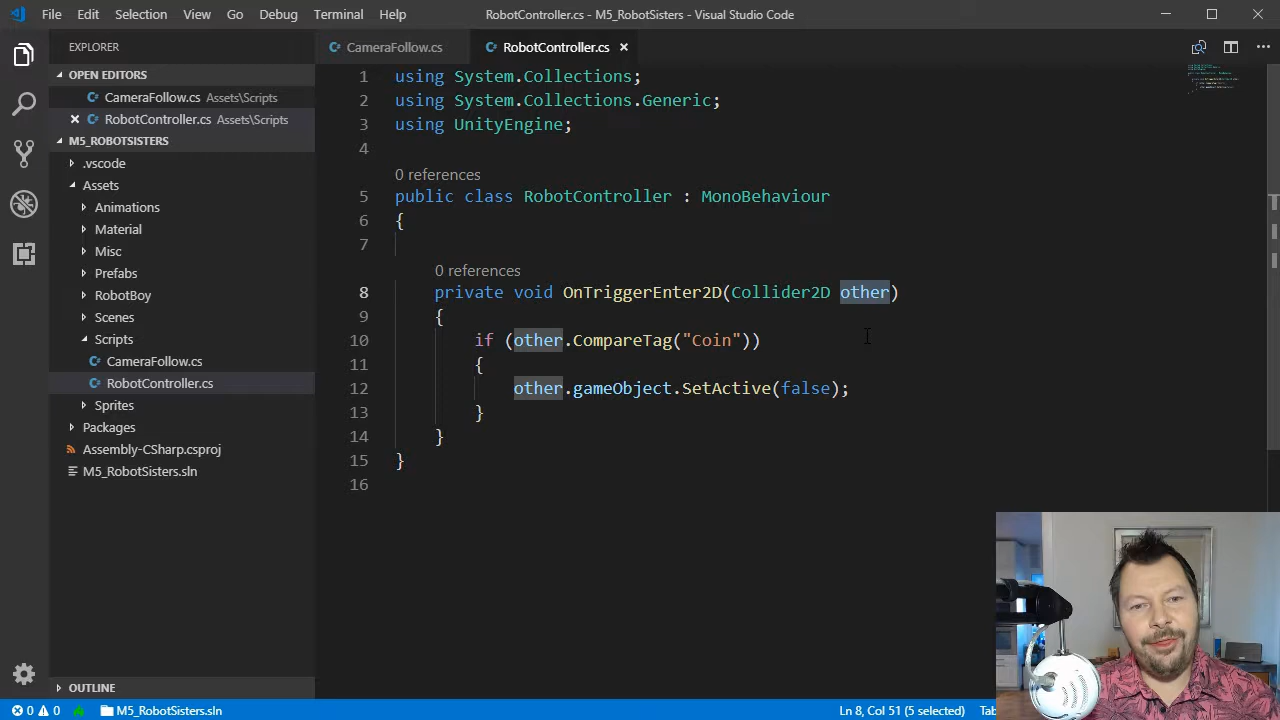 File Edit Selection View Go Debug Terminal Help
RobotController.cs - M5_RobotSisters - Visual Studio Code
EXPLORER
OPEN EDITORS
CameraFollow.cs Assets\Scripts
RobotController.cs Assets\Scripts
M5_ROBOTSISTERS
.vscode
Assets
Animations
Material
Misc
Prefabs
RobotBoy
Scenes
Scripts
CameraFollow.cs
RobotController.cs
Sprites
Packages
Assembly-CSharp.csproj
M5_RobotSisters.sln
OUTLINE
CameraFollow.cs
RobotController.cs
1 using System.Collections;
2 using System.Collections.Generic;
3 using UnityEngine;
4
0 references
5 public class RobotController : MonoBehaviour
6 {
7
0 references
8 private void OnTriggerEnter2D(Collider2D other)
9 {
10 if (other.CompareTag("Coin"))
11 {
12 other.gameObject.SetActive(false);
13 }
14 }
15 }
16
0 0 M5_RobotSisters.sln
Ln 8, Col 51 (5 selected)